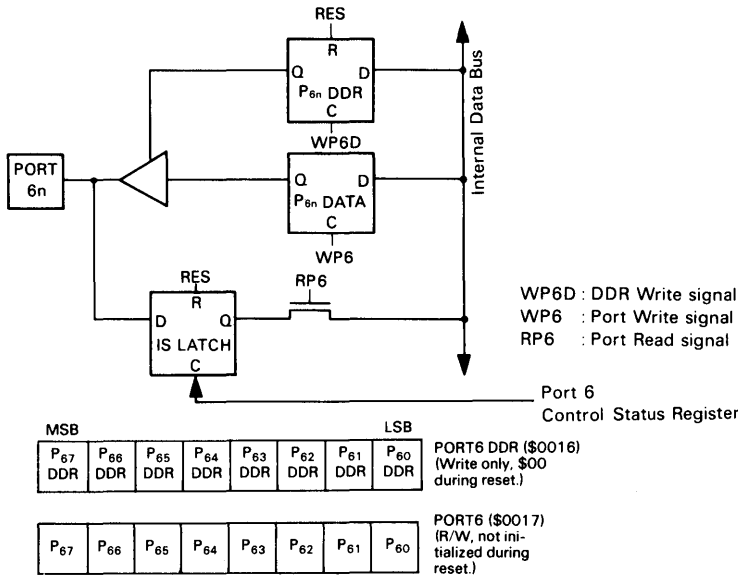 RES
R
Q D
P6n DDR
C
WP6D
Internal Data Bus
PORT
6n
Q D
P6n DATA
C
WP6
RES
R
D Q
IS LATCH
C
RP6
WP6D : DDR Write signal
WP6 : Port Write signal
RP6 : Port Read signal
Port 6
Control Status Register
MSB LSB
P67 P66 P65 P64 P63 P62 P61 P60
DDR DDR DDR DDR DDR DDR DDR DDR
PORT6 DDR ($0016)
(Write only, $00
during reset.)
P67 P66 P65 P64 P63 P62 P61 P60
PORT6 ($0017)
(R/W, not ini-
tialized during
reset.)